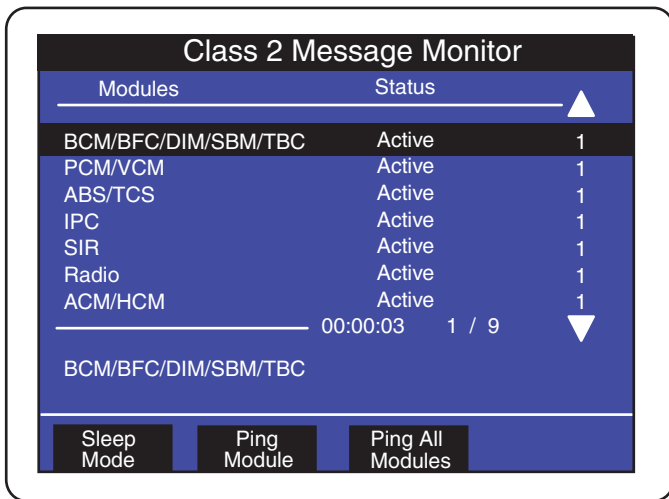 Class 2 Message Monitor
Modules Status
BCM/BFC/DIM/SBM/TBC Active 1
PCM/VCM Active 1
ABS/TCS Active 1
IPC Active 1
SIR Active 1
Radio Active 1
ACM/HCM Active 1
00:00:03 1 / 9
BCM/BFC/DIM/SBM/TBC
Sleep Mode Ping Module Ping All Modules